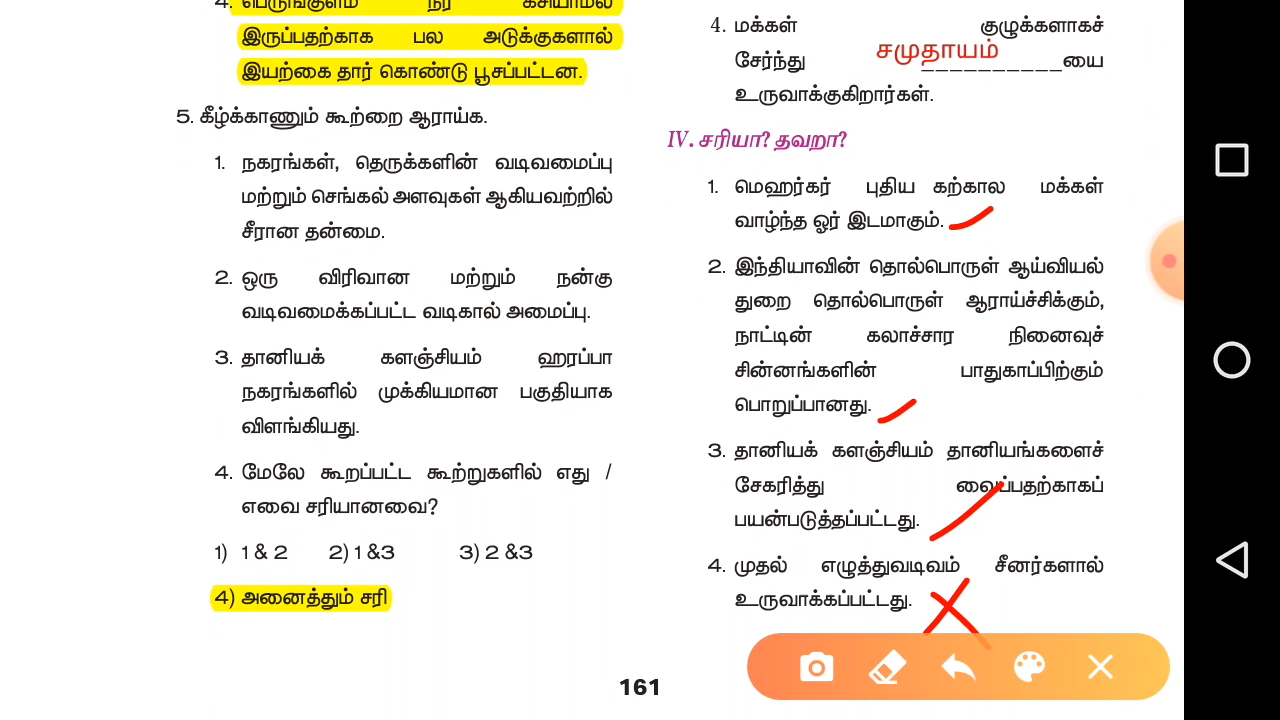 4. பெருங்குளம் நீர் கசியாமல்
இருப்பதற்காக பல அடுக்குகளால்
இயற்கை தார் கொண்டு பூசப்பட்டன.
5. கீழ்க்காணும் கூற்றை ஆராய்க.
1. நகரங்கள், தெருக்களின் வடிவமைப்பு
மற்றும் செங்கல் அளவுகள் ஆகியவற்றில்
சீரான தன்மை.
2. ஒரு விரிவான மற்றும் நன்கு
வடிவமைக்கப்பட்ட வடிகால் அமைப்பு.
3. தானியக் களஞ்சியம் ஹரப்பா
நகரங்களில் முக்கியமான பகுதியாக
விளங்கியது.
4. மேலே கூறப்பட்ட கூற்றுகளில் எது /
எவை சரியானவை?
1) 1 & 2 2) 1 &3 3) 2 &3
4) அனைத்தும் சரி
4. மக்கள் குழுக்களாகச்
சேர்ந்து சமுதாயம் __________யை
உருவாக்குகிறார்கள்.
IV. சரியா? தவறா?
1. மெஹர்கர் புதிய கற்கால மக்கள்
வாழ்ந்த ஓர் இடமாகும்.
2. இந்தியாவின் தொல்பொருள் ஆய்வியல்
துறை தொல்பொருள் ஆராய்ச்சிக்கும்,
நாட்டின் கலாச்சார நினைவுச்
சின்னங்களின் பாதுகாப்பிற்கும்
பொறுப்பானது.
3. தானியக் களஞ்சியம் தானியங்களைச்
சேகரித்து வைப்பதற்காகப்
பயன்படுத்தப்பட்டது.
4. முதல் எழுத்துவடிவம் சீனர்களால்
உருவாக்கப்பட்டது.
161